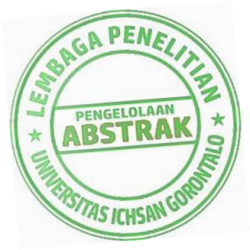 LEMBAGA PENELITIAN
PENGELOLAAN
ABSTRAK
UNIVERSITAS ICHSAN GORONTALO